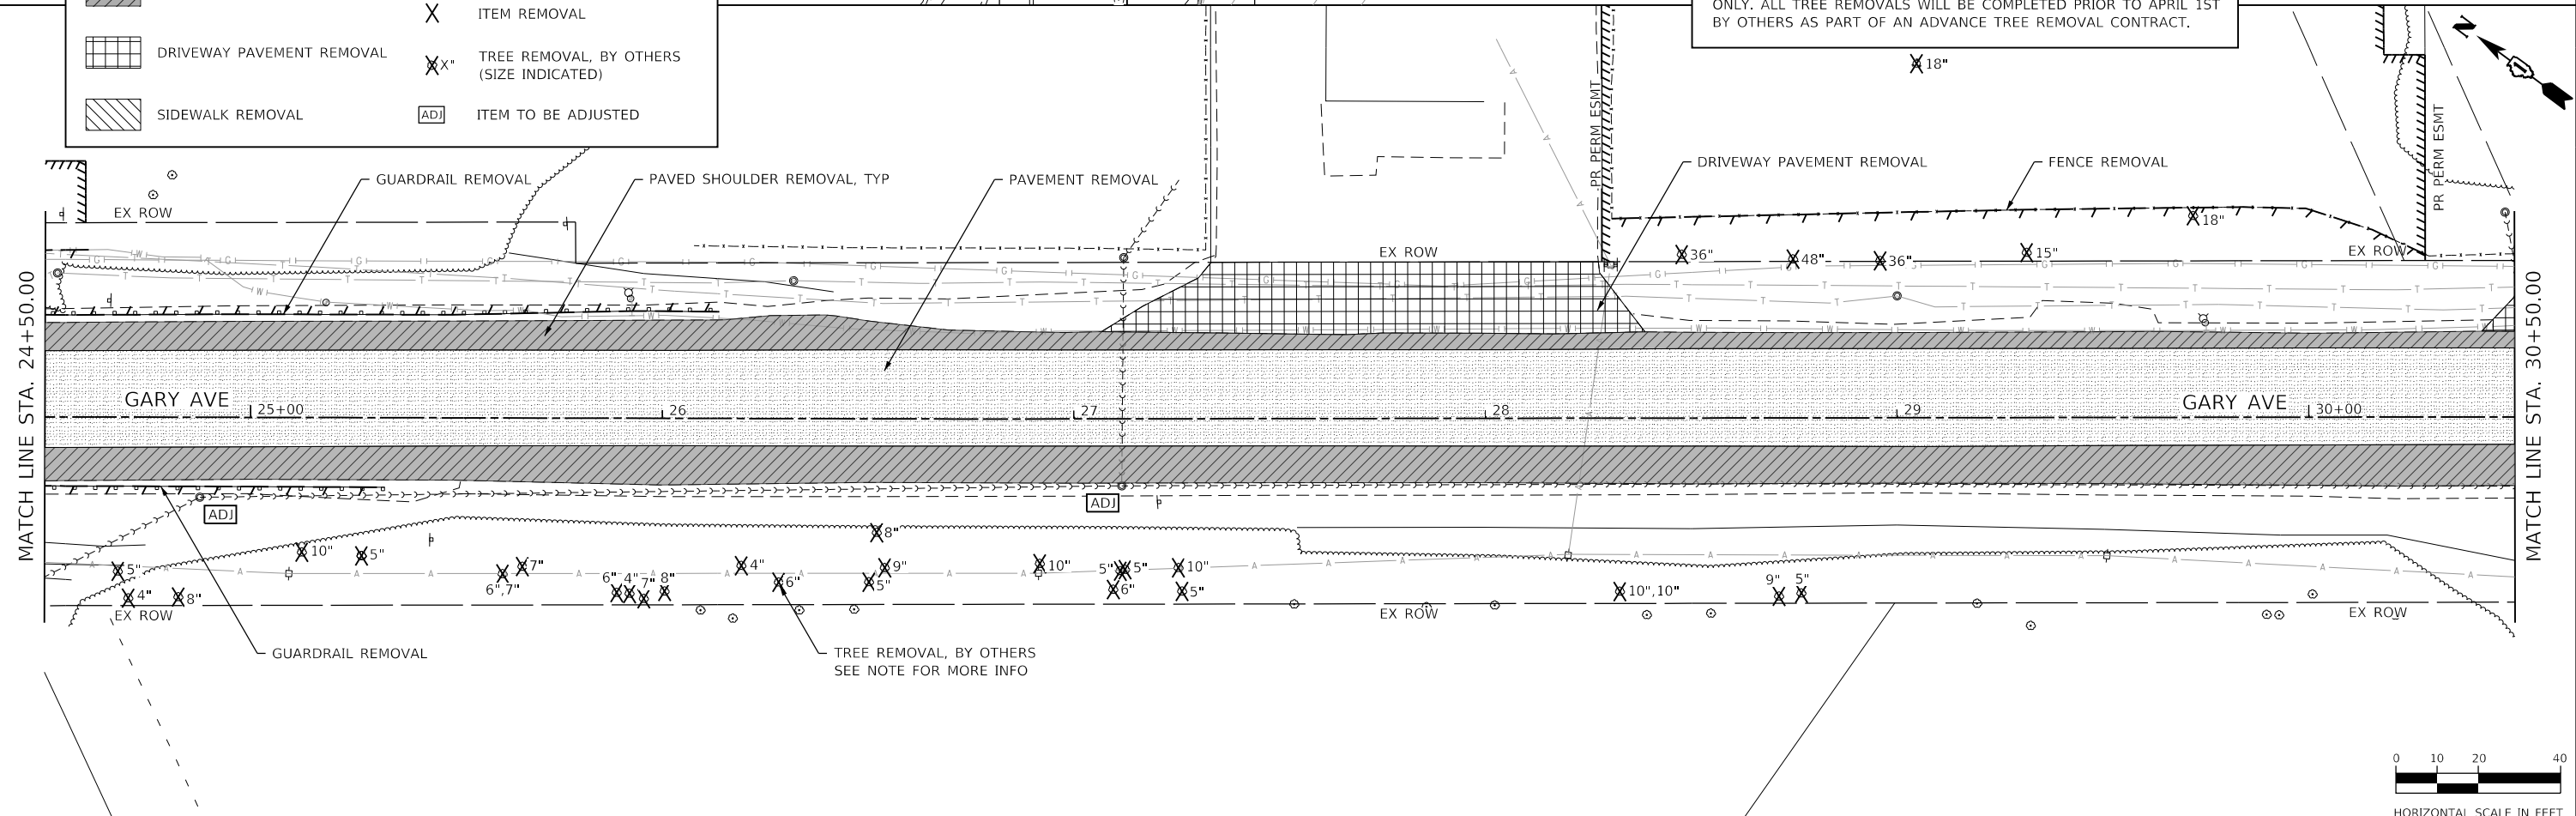 ITEM REMOVAL
DRIVEWAY PAVEMENT REMOVAL
X"
TREE REMOVAL, BY OTHERS
(SIZE INDICATED)
SIDEWALK REMOVAL
ADJ
ITEM TO BE ADJUSTED
ONLY. ALL TREE REMOVALS WILL BE COMPLETED PRIOR TO APRIL 1ST
BY OTHERS AS PART OF AN ADVANCE TREE REMOVAL CONTRACT.
N
18"
PR PERM ESMT
PR PERM ESMT
GUARDRAIL REMOVAL
PAVED SHOULDER REMOVAL, TYP
PAVEMENT REMOVAL
DRIVEWAY PAVEMENT REMOVAL
FENCE REMOVAL
EX ROW
EX ROW
EX ROW
18"
36"
48"
36"
15"
MATCH LINE STA. 24+50.00
MATCH LINE STA. 30+50.00
GARY AVE
GARY AVE
25+00
26
27
28
29
30+00
ADJ
ADJ
8"
10"
5"
5"
4"
8"
7"
6",7"
6"
4"
7"
8"
4"
6"
9"
5"
10"
5"
5"
10"
6"
5"
10",10"
9"
5"
EX ROW
EX ROW
EX ROW
GUARDRAIL REMOVAL
TREE REMOVAL, BY OTHERS
SEE NOTE FOR MORE INFO
0 10 20 40
HORIZONTAL SCALE IN FEET